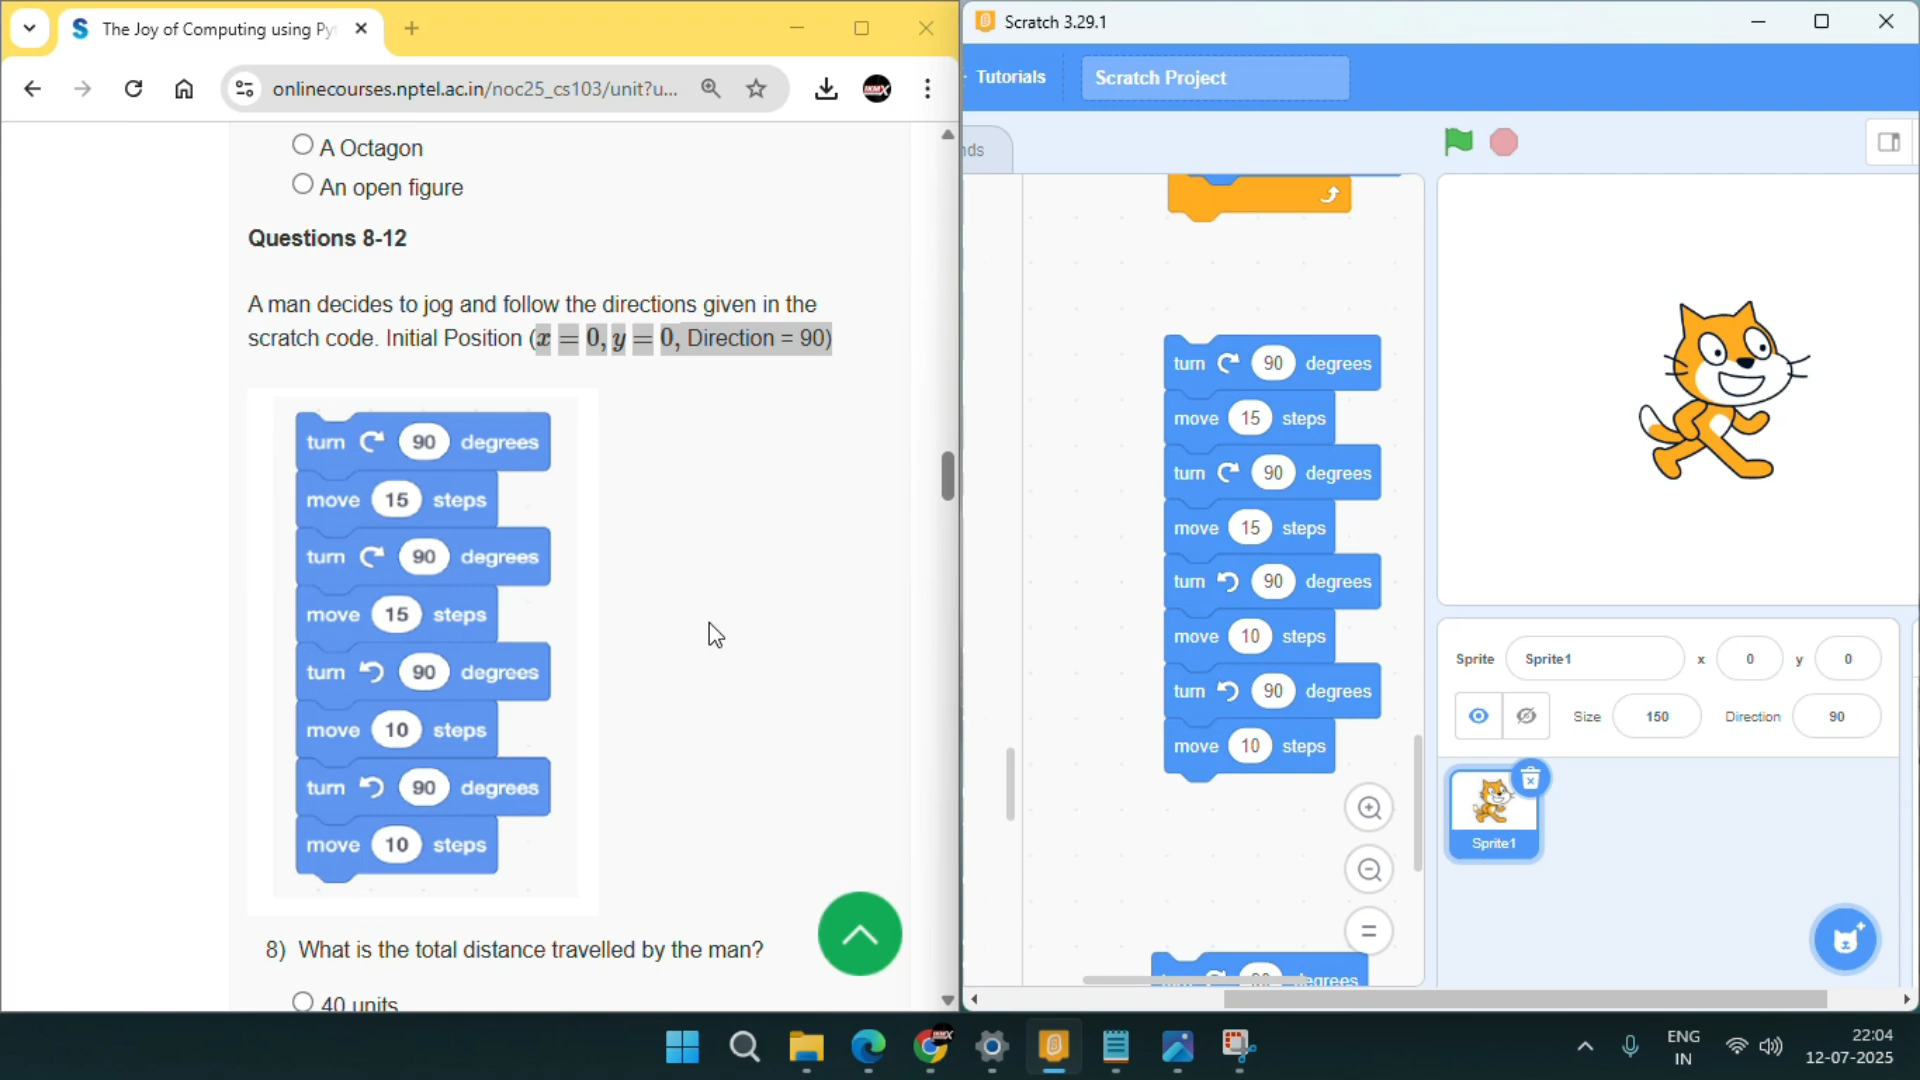 The Joy of Computing using Py
Scratch 3.29.1
onlinecourses.nptel.ac.in/noc25_cs103/unit?u...
Tutorials
Scratch Project
A Octagon
An open figure
Questions 8-12
A man decides to jog and follow the directions given in the
scratch code. Initial Position (x = 0, y = 0, Direction = 90)
turn 90 degrees
move 15 steps
turn 90 degrees
move 15 steps
turn 90 degrees
move 10 steps
turn 90 degrees
move 10 steps
8) What is the total distance travelled by the man?
40 units
nds
turn 90 degrees
move 15 steps
turn 90 degrees
move 15 steps
turn 90 degrees
move 10 steps
turn 90 degrees
move 10 steps
degrees
Sprite Sprite1 x 0 y 0
Size 150 Direction 90
Sprite1
ENG
IN
22:04
12-07-2025